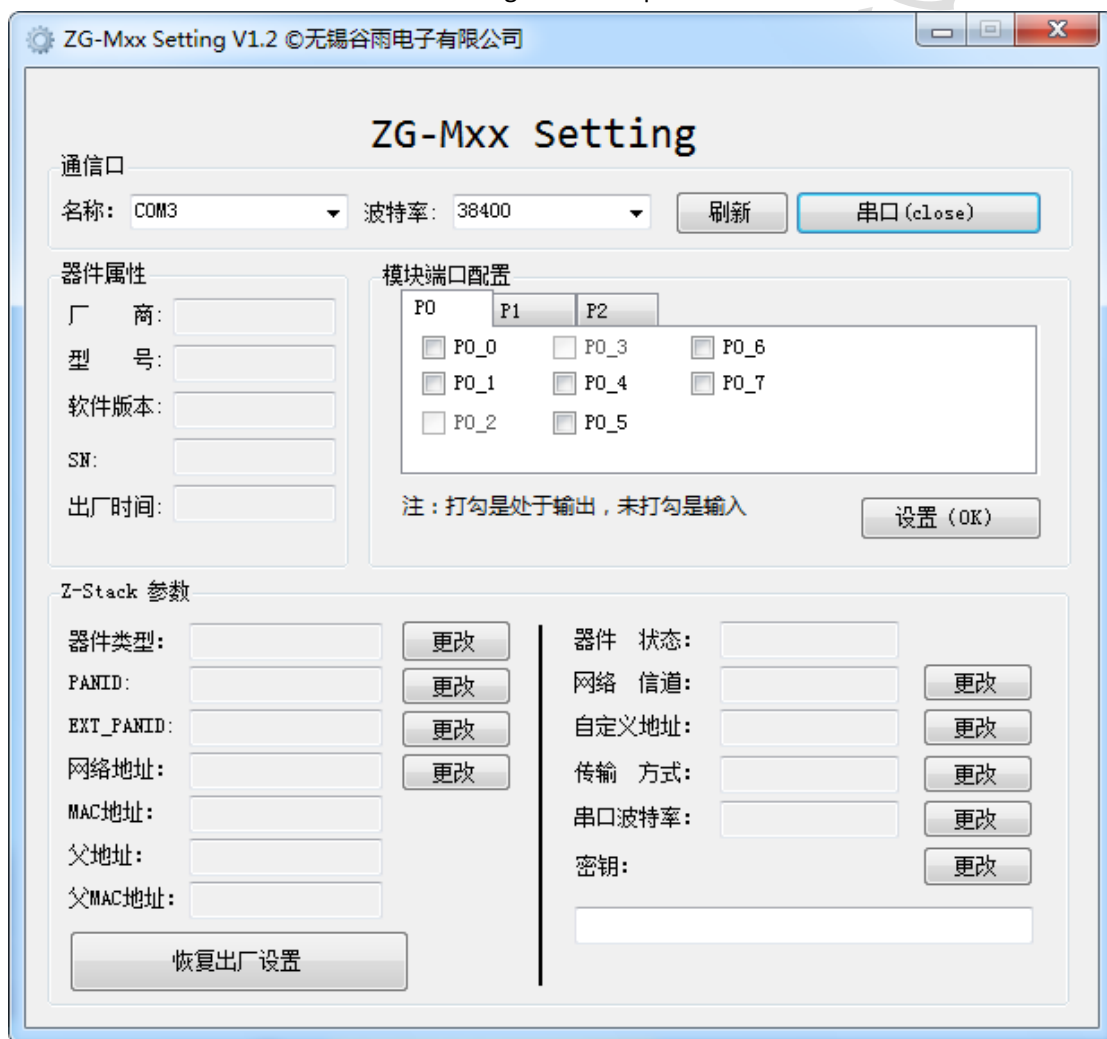 ZG-Mxx Setting V1.2 ©无锡谷雨电子有限公司
ZG-Mxx Setting
通信口
名称: COM3 波特率: 38400 刷新 串口(close)
器件属性
厂 商:
型 号:
软件版本:
SN:
出厂时间:
模块端口配置
P0 P1 P2
P0_0 P0_3 P0_6
P0_1 P0_4 P0_7
P0_2 P0_5
注：打勾是处于输出，未打勾是输入
设置 (OK)
Z-Stack 参数
器件类型: 更改
PANID: 更改
EXT_PANID: 更改
网络地址: 更改
MAC地址:
父地址:
父MAC地址:
恢复出厂设置
器件 状态:
网络 信道: 更改
自定义地址: 更改
传输 方式: 更改
串口波特率: 更改
密钥: 更改